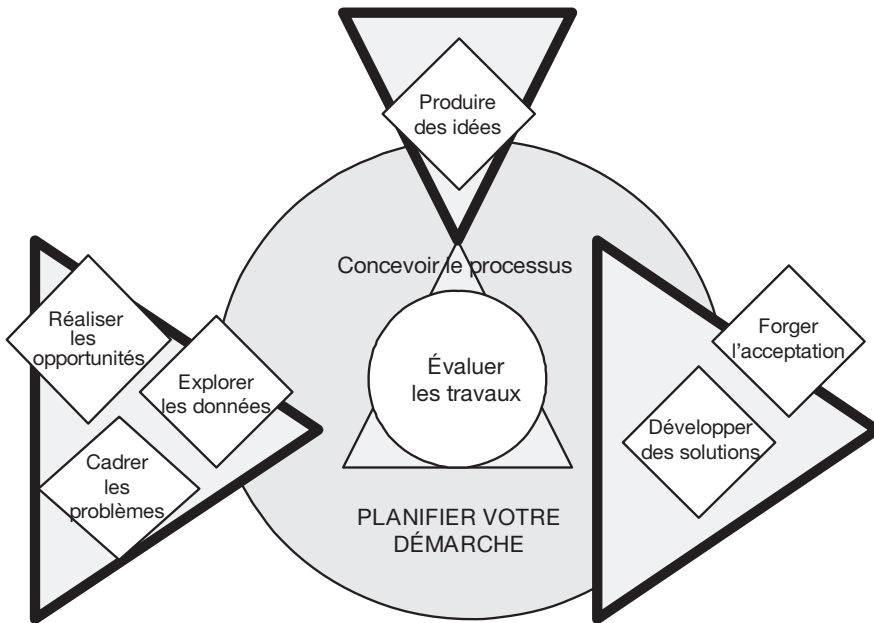 Produire
des idées
Concevoir le processus
Réaliser
les
opportunités
Explorer
les données
Cadrer
les
problèmes
Évaluer
les travaux
Forger
l'acceptation
Développer
des solutions
PLANIFIER VOTRE
DÉMARCHE